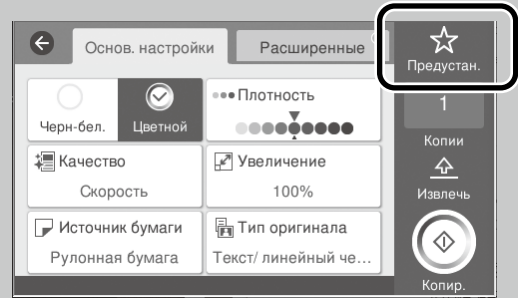 Основ. настройки
Расширенные
Предустан.
Черн-бел.
Цветной
Плотность
1
Копии
Качество
Скорость
Увеличение
100%
Извлечь
Источник бумаги
Рулонная бумага
Тип оригинала
Текст/ линейный че...
Копир.